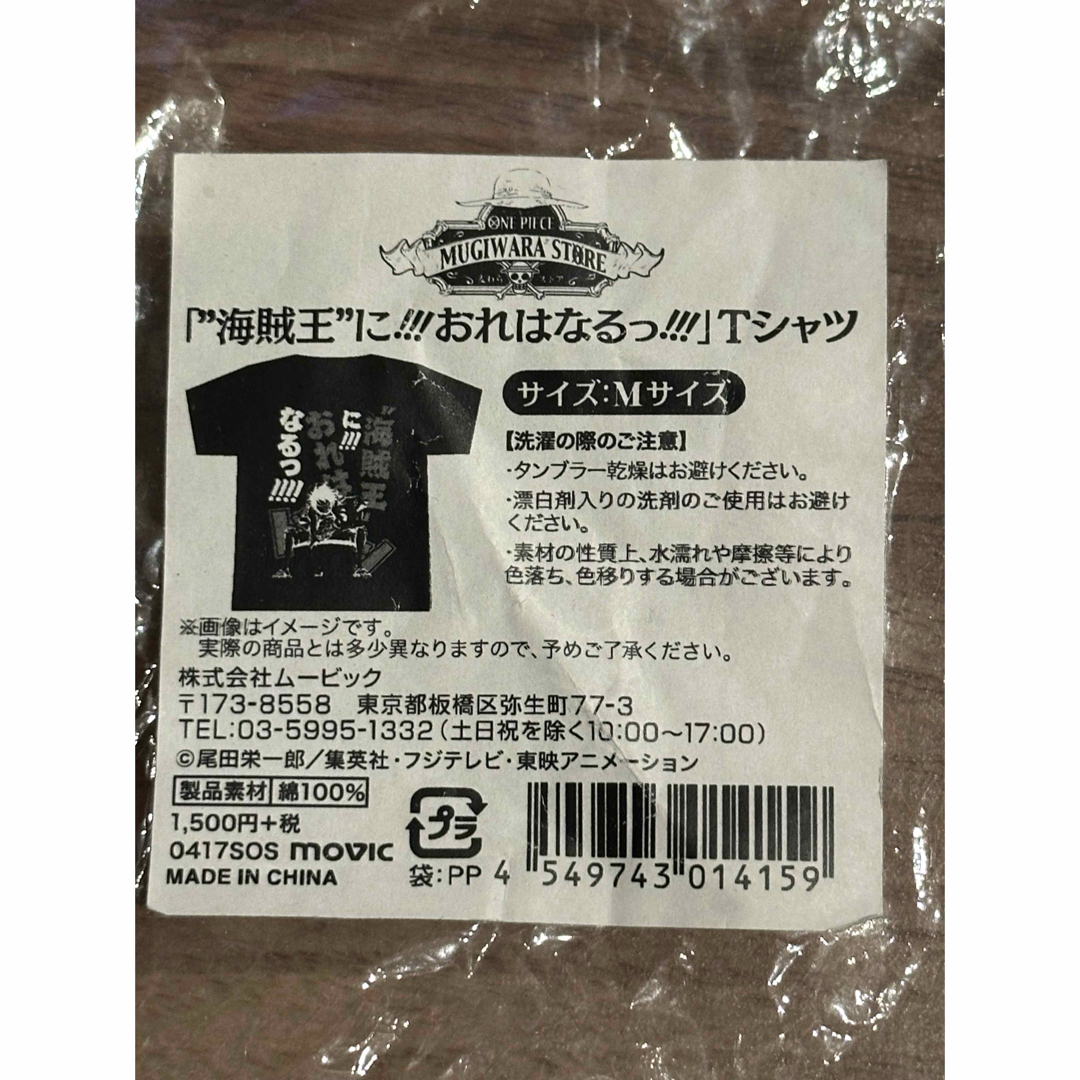 ONE PIECE
MUGIWARA STORE
麦わらストア
「”海賊王”に!!!おれはなるっ!!!」Tシャツ
”海賊王”
に!!!
おれは
なるっ!!!!
サイズ:Mサイズ
【洗濯の際のご注意】
・タンブラー乾燥はお避けください。
・漂白剤入りの洗剤のご使用はお避け
ください。
・素材の性質上、水濡れや摩擦等により
色落ち、色移りする場合がございます。
※画像はイメージです。
実際の商品とは多少異なりますので、予めご了承ください。
株式会社ムービック
〒173-8558 東京都板橋区弥生町77-3
TEL:03-5995-1332(土日祝を除く10:00~17:00)
©尾田栄一郎/集英社・フジテレビ・東映アニメーション
製品素材 綿100%
1,500円+税
0417SOS movic
MADE IN CHINA
プラ
袋:PP
4 549743 014159